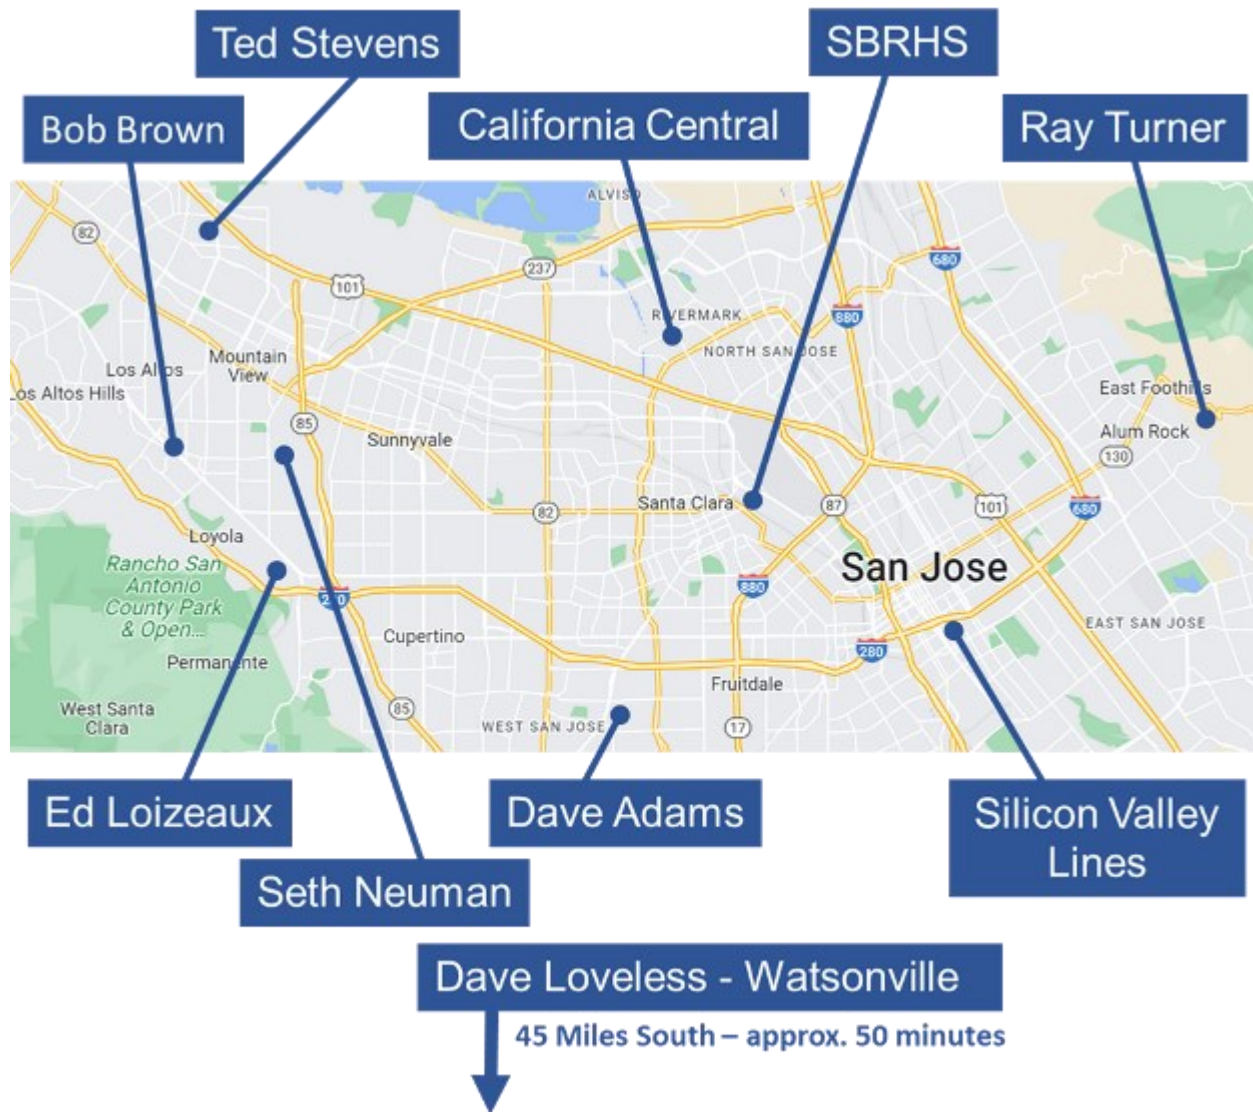 Ted Stevens
SBRHS
Bob Brown
California Central
Ray Turner
ALVISO
82
101
237
680
880
RIVERMARK
NORTH SAN JOSE
Mountain
View
Los Altos
Los Altos Hills
East Foothills
Alum Rock
130
85
Sunnyvale
Santa Clara
82
87
101
680
Loyola
San Jose
Rancho San
Antonio
County Park
& Open...
280
880
Cupertino
EAST SAN JOSE
280
Permanente
Fruitdale
West Santa
Clara
85
WEST SAN JOSE
17
Ed Loizeaux
Dave Adams
Silicon Valley
Lines
Seth Neuman
Dave Loveless - Watsonville
45 Miles South – approx. 50 minutes